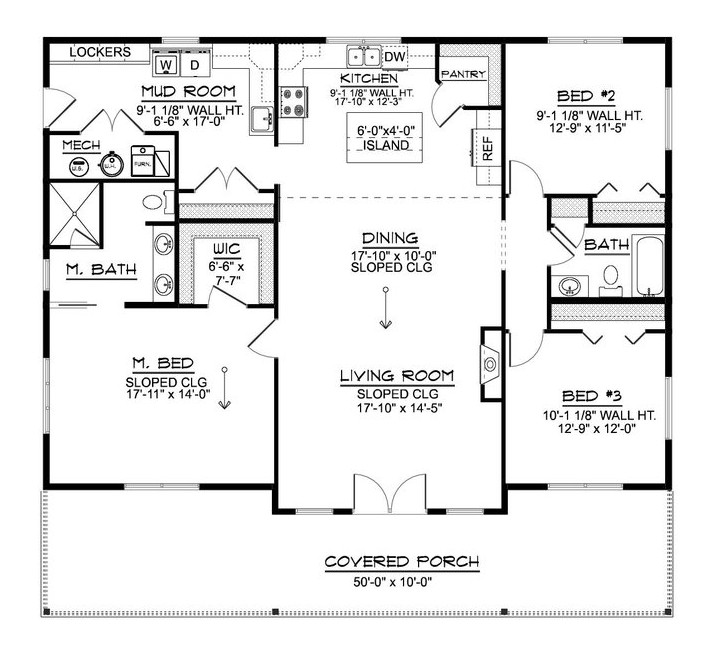 LOCKERS
W D
MUD ROOM
9'-1 1/8" WALL HT.
6'-6" x 17'-0"
MECH
U.S.
W.H.
FURN.
DW
KITCHEN
9'-1 1/8" WALL HT.
17'-10" x 12'-3"
PANTRY
6'-0"x4'-0"
ISLAND
REF
BED #2
9'-1 1/8" WALL HT.
12'-9" x 11'-5"
M. BATH
WIC
6'-6" x
7'-7"
DINING
17'-10" x 10'-0"
SLOPED CLG
BATH
M. BED
SLOPED CLG
17'-11" x 14'-0"
LIVING ROOM
SLOPED CLG
17'-10" x 14'-5"
BED #3
10'-1 1/8" WALL HT.
12'-9" x 12'-0"
COVERED PORCH
50'-0" x 10'-0"